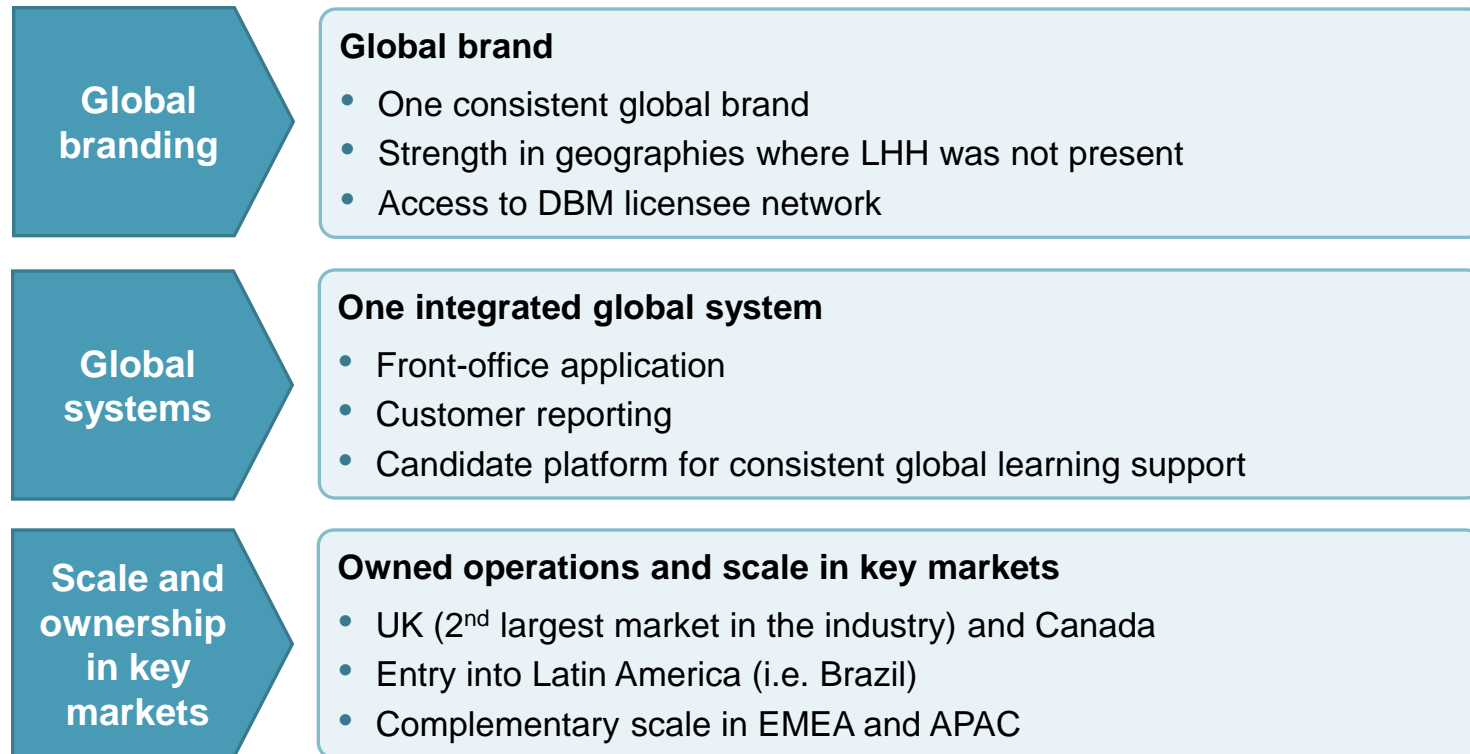 Global
branding
Global brand
• One consistent global brand
• Strength in geographies where LHH was not present
• Access to DBM licensee network
Global
systems
One integrated global system
• Front-office application
• Customer reporting
• Candidate platform for consistent global learning support
Scale and
ownership
in key
markets
Owned operations and scale in key markets
• UK (2nd largest market in the industry) and Canada
• Entry into Latin America (i.e. Brazil)
• Complementary scale in EMEA and APAC